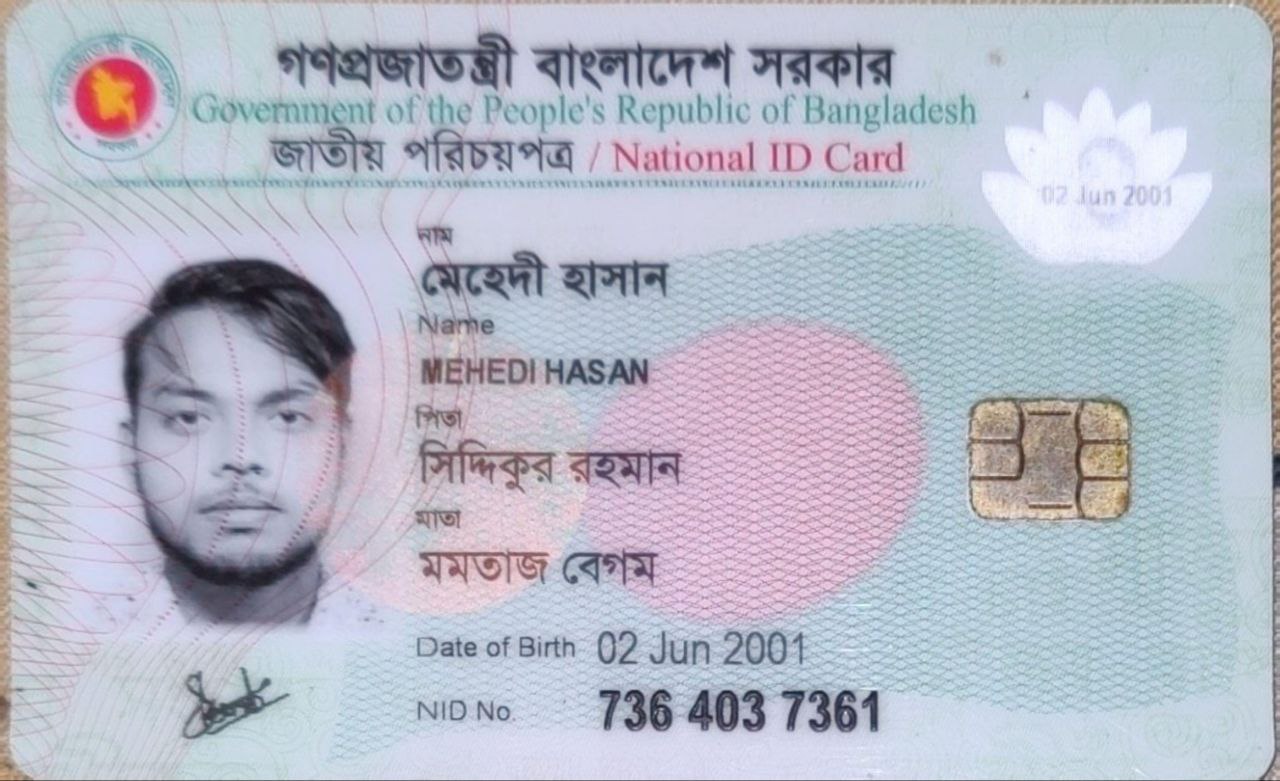 গণপ্রজাতন্ত্রী বাংলাদেশ সরকার
Government of the People's Republic of Bangladesh
জাতীয় পরিচয়পত্র / National ID Card
02 Jun 2001
নাম
মেহেদী হাসান
Name
MEHEDI HASAN
পিতা
সিদ্দিকুর রহমান
মাতা
মমতাজ বেগম
Date of Birth 02 Jun 2001
NID No. 736 403 7361